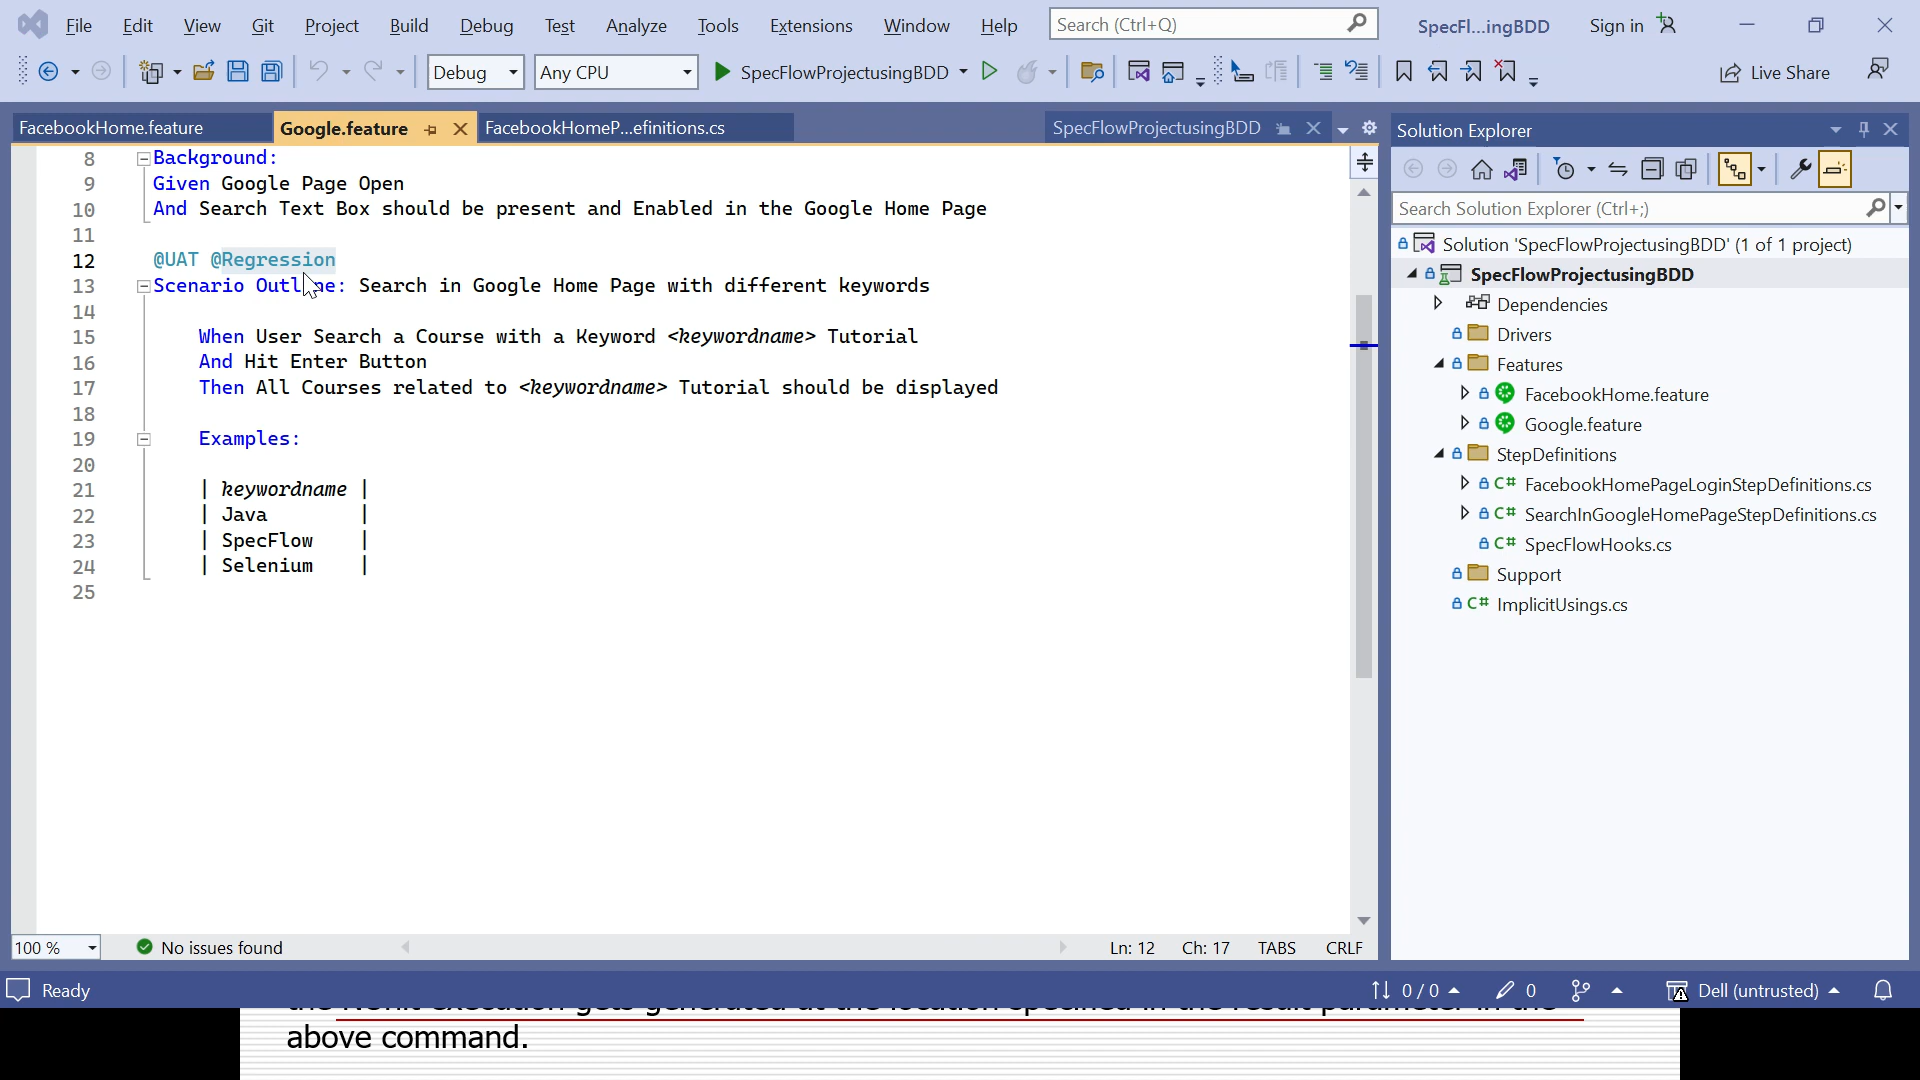 File Edit View Git Project Build Debug Test Analyze Tools Extensions Window Help Search (Ctrl+Q) SpecFl...ingBDD Sign in
Debug Any CPU SpecFlowProjectusingBDD Live Share
FacebookHome.feature Google.feature FacebookHomeP...efinitions.cs SpecFlowProjectusingBDD
8 Background:
9 Given Google Page Open
10 And Search Text Box should be present and Enabled in the Google Home Page
11
12 @UAT @Regression
13 Scenario Outline: Search in Google Home Page with different keywords
14
15 When User Search a Course with a Keyword <keywordname> Tutorial
16 And Hit Enter Button
17 Then All Courses related to <keywordname> Tutorial should be displayed
18
19 Examples:
20
21 | keywordname |
22 | Java |
23 | SpecFlow |
24 | Selenium |
25
100 % No issues found Ln: 12 Ch: 17 TABS CRLF
Solution Explorer
Search Solution Explorer (Ctrl+;)
Solution 'SpecFlowProjectusingBDD' (1 of 1 project)
SpecFlowProjectusingBDD
Dependencies
Drivers
Features
FacebookHome.feature
Google.feature
StepDefinitions
C# FacebookHomePageLoginStepDefinitions.cs
C# SearchInGoogleHomePageStepDefinitions.cs
C# SpecFlowHooks.cs
Support
C# ImplicitUsings.cs
Ready 0 / 0 0 Dell (untrusted)
above command.